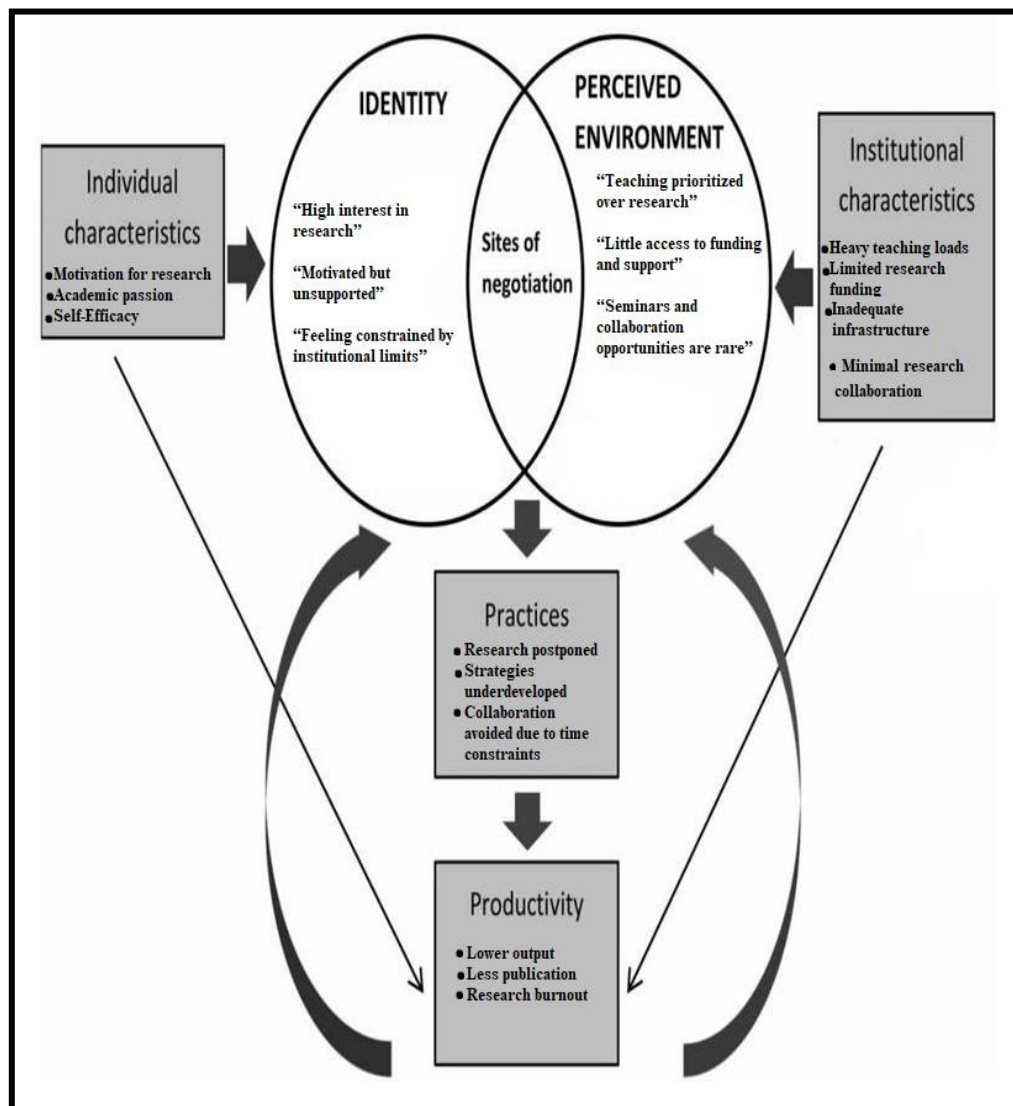 IDENTITY
“High interest in
research”
“Motivated but
unsupported”
“Feeling constrained by
institutional limits”
Sites of
negotiation
PERCEIVED
ENVIRONMENT
“Teaching prioritized
over research”
“Little access to funding
and support”
“Seminars and
collaboration
opportunities are rare”
Individual
characteristics
● Motivation for research
● Academic passion
● Self-Efficacy
Institutional
characteristics
● Heavy teaching loads
● Limited research
funding
● Inadequate
infrastructure
● Minimal research
collaboration
Practices
● Research postponed
● Strategies
underdeveloped
● Collaboration
avoided due to time
constraints
Productivity
● Lower output
● Less publication
● Research burnout